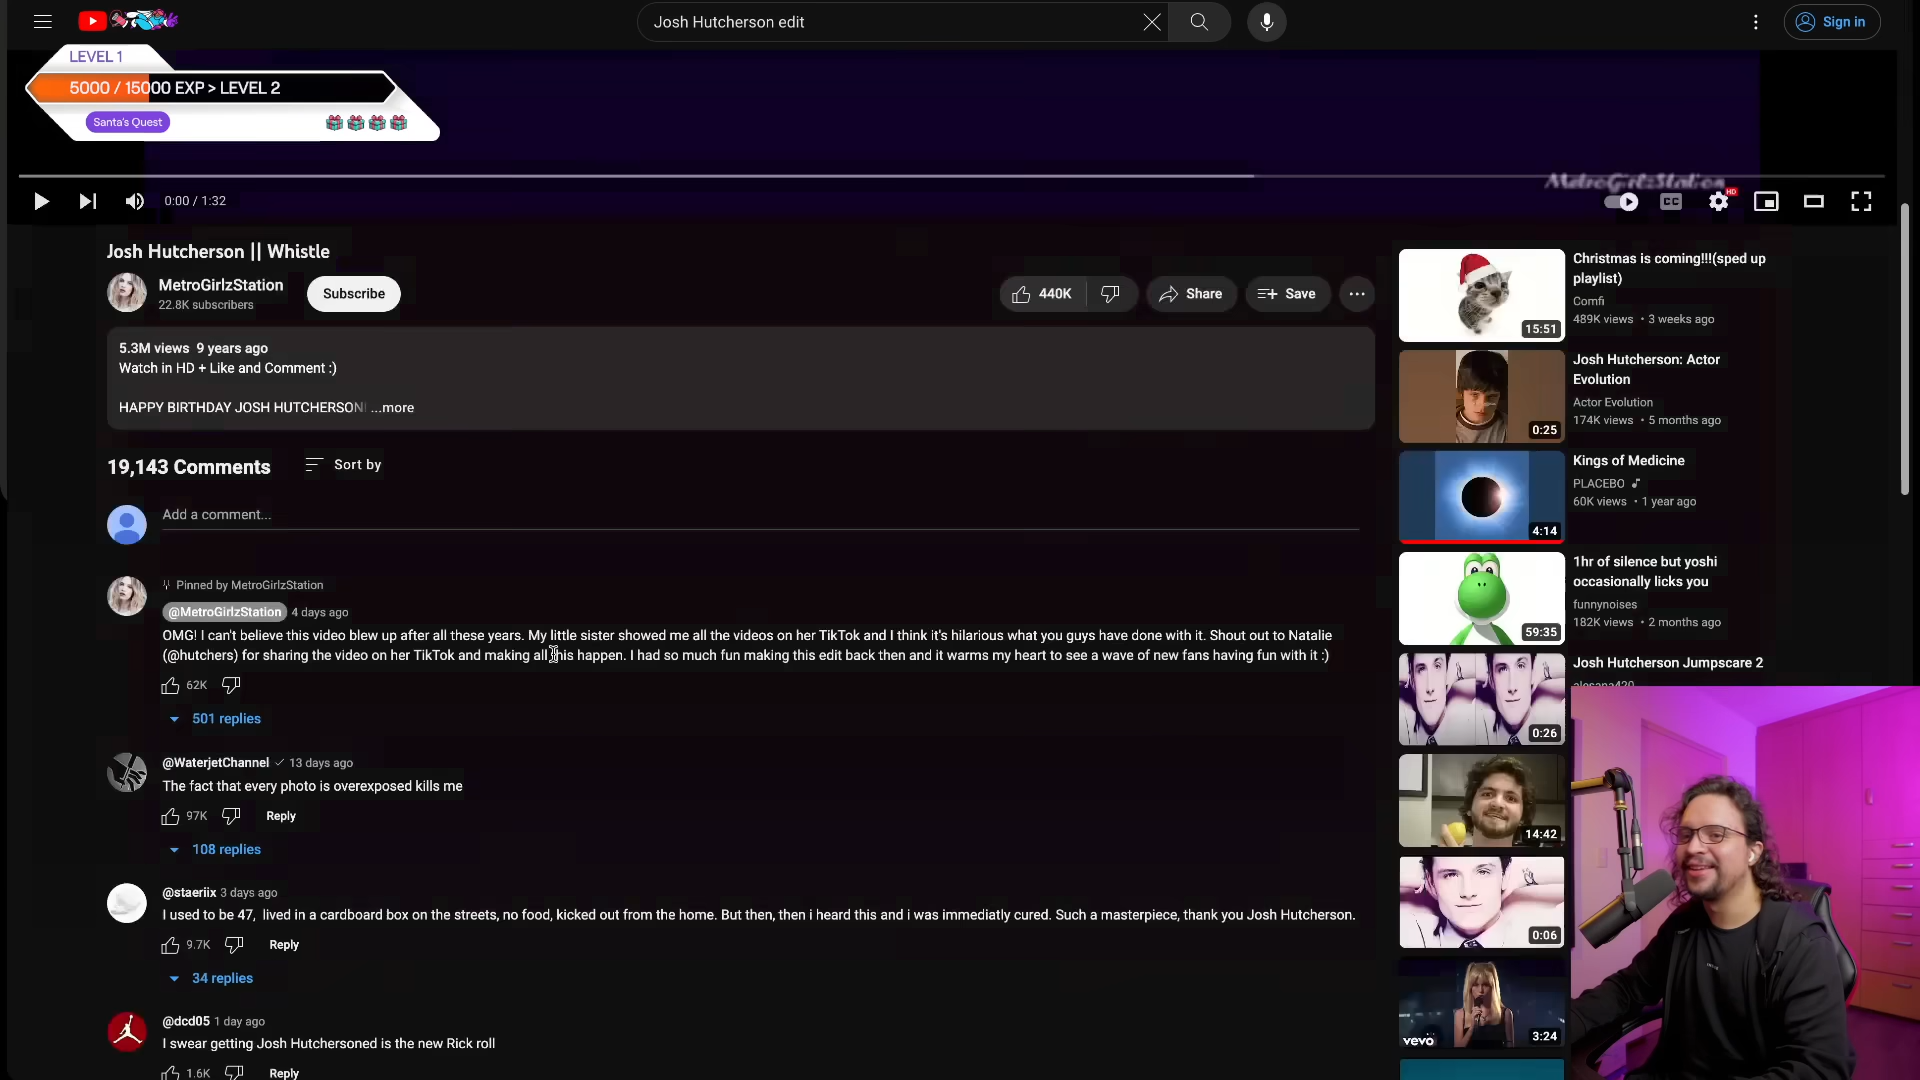 Josh Hutcherson edit
Sign in
LEVEL 1
5000 / 15000 EXP > LEVEL 2
Santa's Quest
MetroGirlzStation
0:00 / 1:32
CC
HD
Josh Hutcherson || Whistle
MetroGirlzStation
22.8K subscribers
Subscribe
440K
Share
Save
5.3M views 9 years ago
Watch in HD + Like and Comment :)
HAPPY BIRTHDAY JOSH HUTCHERSON! ...more
19,143 Comments
Sort by
Add a comment...
Pinned by MetroGirlzStation
@MetroGirlzStation 4 days ago
OMG! I can't believe this video blew up after all these years. My little sister showed me all the videos on her TikTok and I think it's hilarious what you guys have done with it. Shout out to Natalie
(@hutchers) for sharing the video on her TikTok and making all this happen. I had so much fun making this edit back then and it warms my heart to see a wave of new fans having fun with it :)
62K
501 replies
@WaterjetChannel 13 days ago
The fact that every photo is overexposed kills me
97K
Reply
108 replies
@staeriix 3 days ago
I used to be 47, lived in a cardboard box on the streets, no food, kicked out from the home. But then, then i heard this and i was immediatly cured. Such a masterpiece, thank you Josh Hutcherson.
9.7K
Reply
34 replies
@dcd05 1 day ago
I swear getting Josh Hutchersoned is the new Rick roll
1.6K
Reply
Christmas is coming!!!(sped up
playlist)
Comfi
489K views • 3 weeks ago
15:51
Josh Hutcherson: Actor
Evolution
Actor Evolution
174K views • 5 months ago
0:25
Kings of Medicine
PLACEBO
60K views • 1 year ago
4:14
1hr of silence but yoshi
occasionally licks you
funnynoises
182K views • 2 months ago
59:35
Josh Hutcherson Jumpscare 2
0:26
14:42
0:06
vevo
3:24